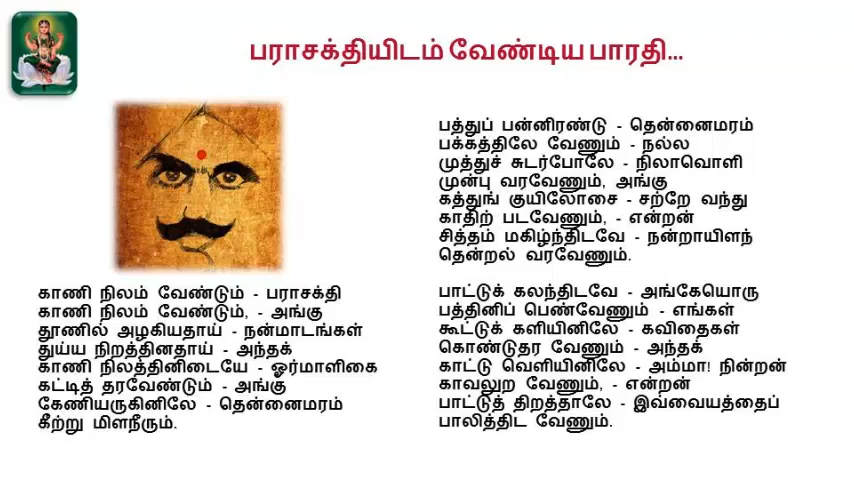 பராசக்தியிடம் வேண்டிய பாரதி...
காணி நிலம் வேண்டும் - பராசக்தி
காணி நிலம் வேண்டும், - அங்கு
தூணில் அழகியதாய் - நன்மாடங்கள்
துய்ய நிறத்தினதாய் - அந்தக்
காணி நிலத்தினிடையே - ஓர்மாளிகை
கட்டித் தரவேண்டும் - அங்கு
கேணியருகினிலே - தென்னைமரம்
கீற்று மிளநீரும்.
பத்துப் பன்னிரண்டு - தென்னைமரம்
பக்கத்திலே வேணும் - நல்ல
முத்துச் சுடர்போலே - நிலாவொளி
முன்பு வரவேணும், அங்கு
கத்துங் குயிலோசை - சற்றே வந்து
காதிற் படவேணும், - என்றன்
சித்தம் மகிழ்ந்திடவே - நன்றாயிளந்
தென்றல் வரவேணும்.
பாட்டுக் கலந்திடவே - அங்கேயொரு
பத்தினிப் பெண்வேணும் - எங்கள்
கூட்டுக் களியினிலே - கவிதைகள்
கொண்டுதர வேணும் - அந்தக்
காட்டு வெளியினிலே - அம்மா! நின்றன்
காவலுற வேணும், - என்றன்
பாட்டுத் திறத்தாலே - இவ்வையத்தைப்
பாலித்திட வேணும்.